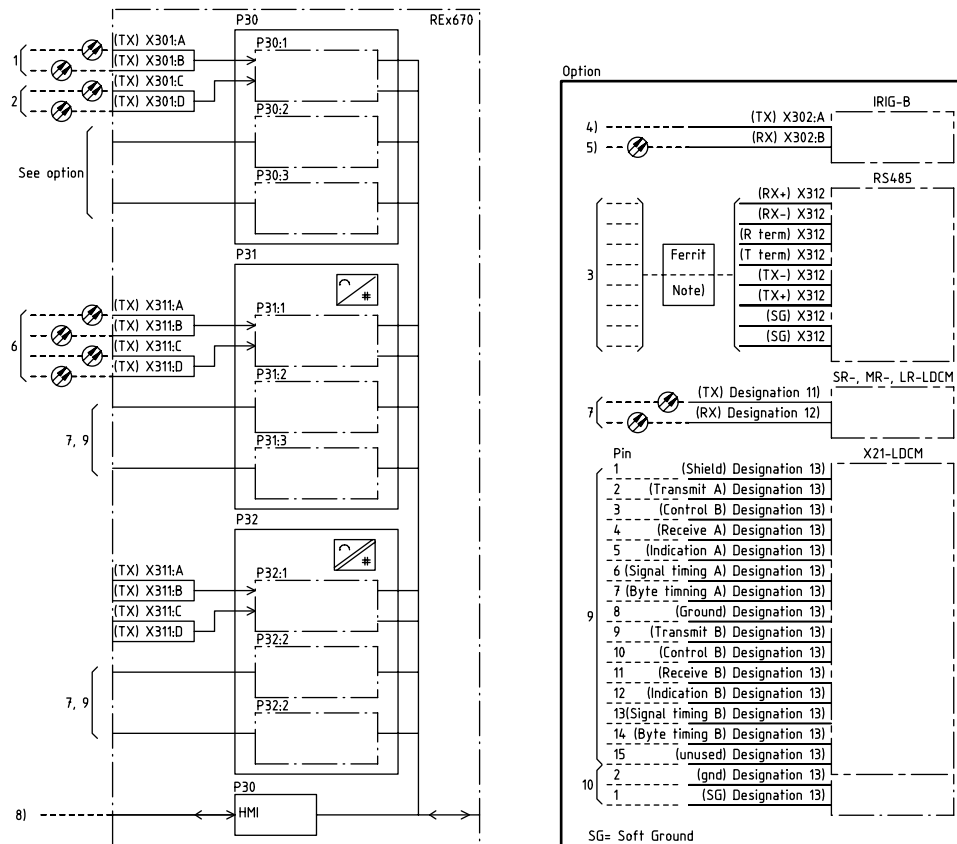 P30
REx670
(TX) X301:A
(TX) X301:B
(TX) X301:C
(TX) X301:D
1
2
P30:1
P30:2
P30:3
See option
P31
#
(TX) X311:A
(TX) X311:B
(TX) X311:C
(TX) X311:D
6
P31:1
P31:2
P31:3
7, 9
P32
#
(TX) X311:A
(TX) X311:B
(TX) X311:C
(TX) X311:D
P32:1
P32:2
P32:2
7, 9
P30
8)
HMI
Option
IRIG-B
4)
(TX) X302:A
5)
(RX) X302:B
RS485
(RX+) X312
(RX-) X312
(R term) X312
(T term) X312
(TX-) X312
(TX+) X312
(SG) X312
(SG) X312
3
Ferrit
Note)
SR-, MR-, LR-LDCM
7
(TX) Designation 11)
(RX) Designation 12)
X21-LDCM
Pin
1 (Shield) Designation 13)
2 (Transmit A) Designation 13)
3 (Control B) Designation 13)
4 (Receive A) Designation 13)
5 (Indication A) Designation 13)
6 (Signal timing A) Designation 13)
7 (Byte timning A) Designation 13)
8 (Ground) Designation 13)
9
9 (Transmit B) Designation 13)
10 (Control B) Designation 13)
11 (Receive B) Designation 13)
12 (Indication B) Designation 13)
13(Signal timing B) Designation 13)
14 (Byte timing B) Designation 13)
15 (unused) Designation 13)
10
2 (gnd) Designation 13)
1 (SG) Designation 13)
SG= Soft Ground